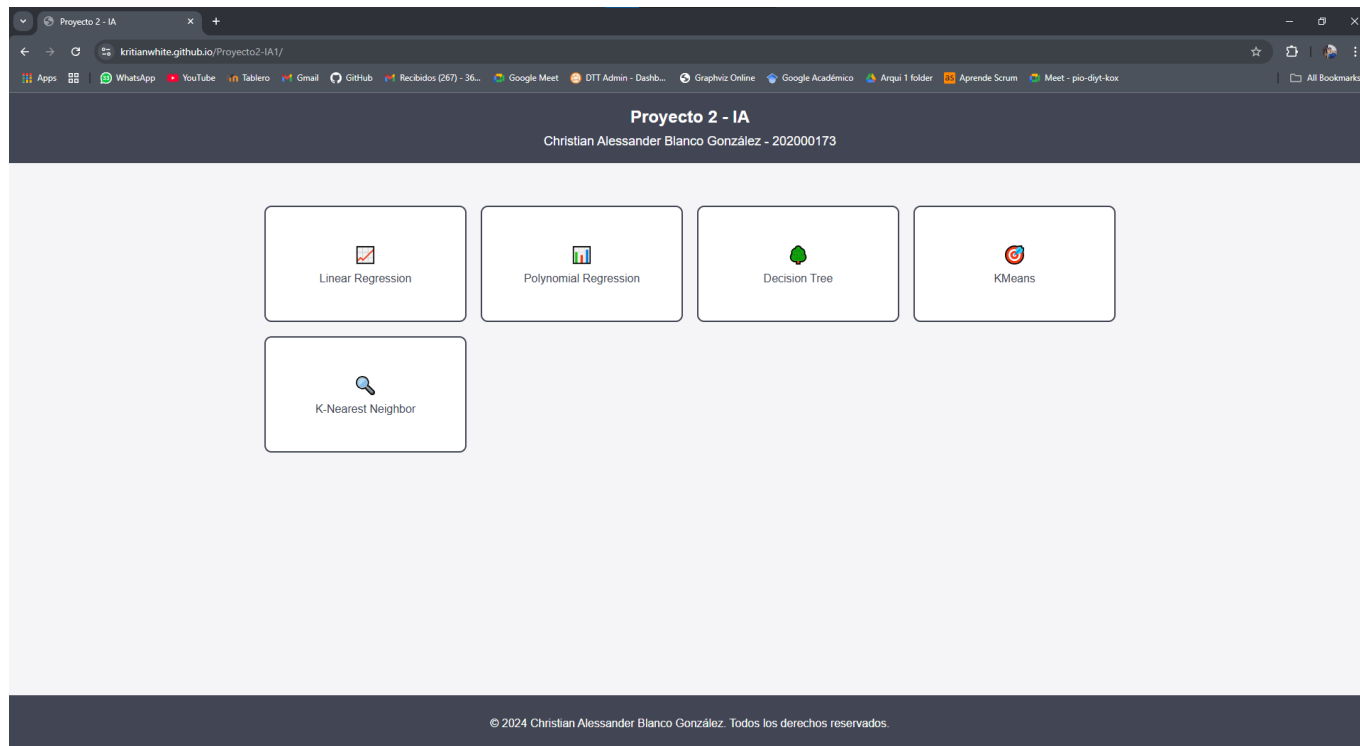 Proyecto 2 - IA
kritianwhite.github.io/Proyecto2-IA1/
Apps WhatsApp YouTube Tablero Gmail GitHub Recibidos (267) - 36... Google Meet DTT Admin - Dashb... Graphviz Online Google Académico Arqui 1 folder Aprende Scrum Meet - pio-diyt-kox All Bookmarks
Proyecto 2 - IA
Christian Alessander Blanco González - 202000173
Linear Regression Polynomial Regression Decision Tree KMeans
K-Nearest Neighbor
© 2024 Christian Alessander Blanco González. Todos los derechos reservados.